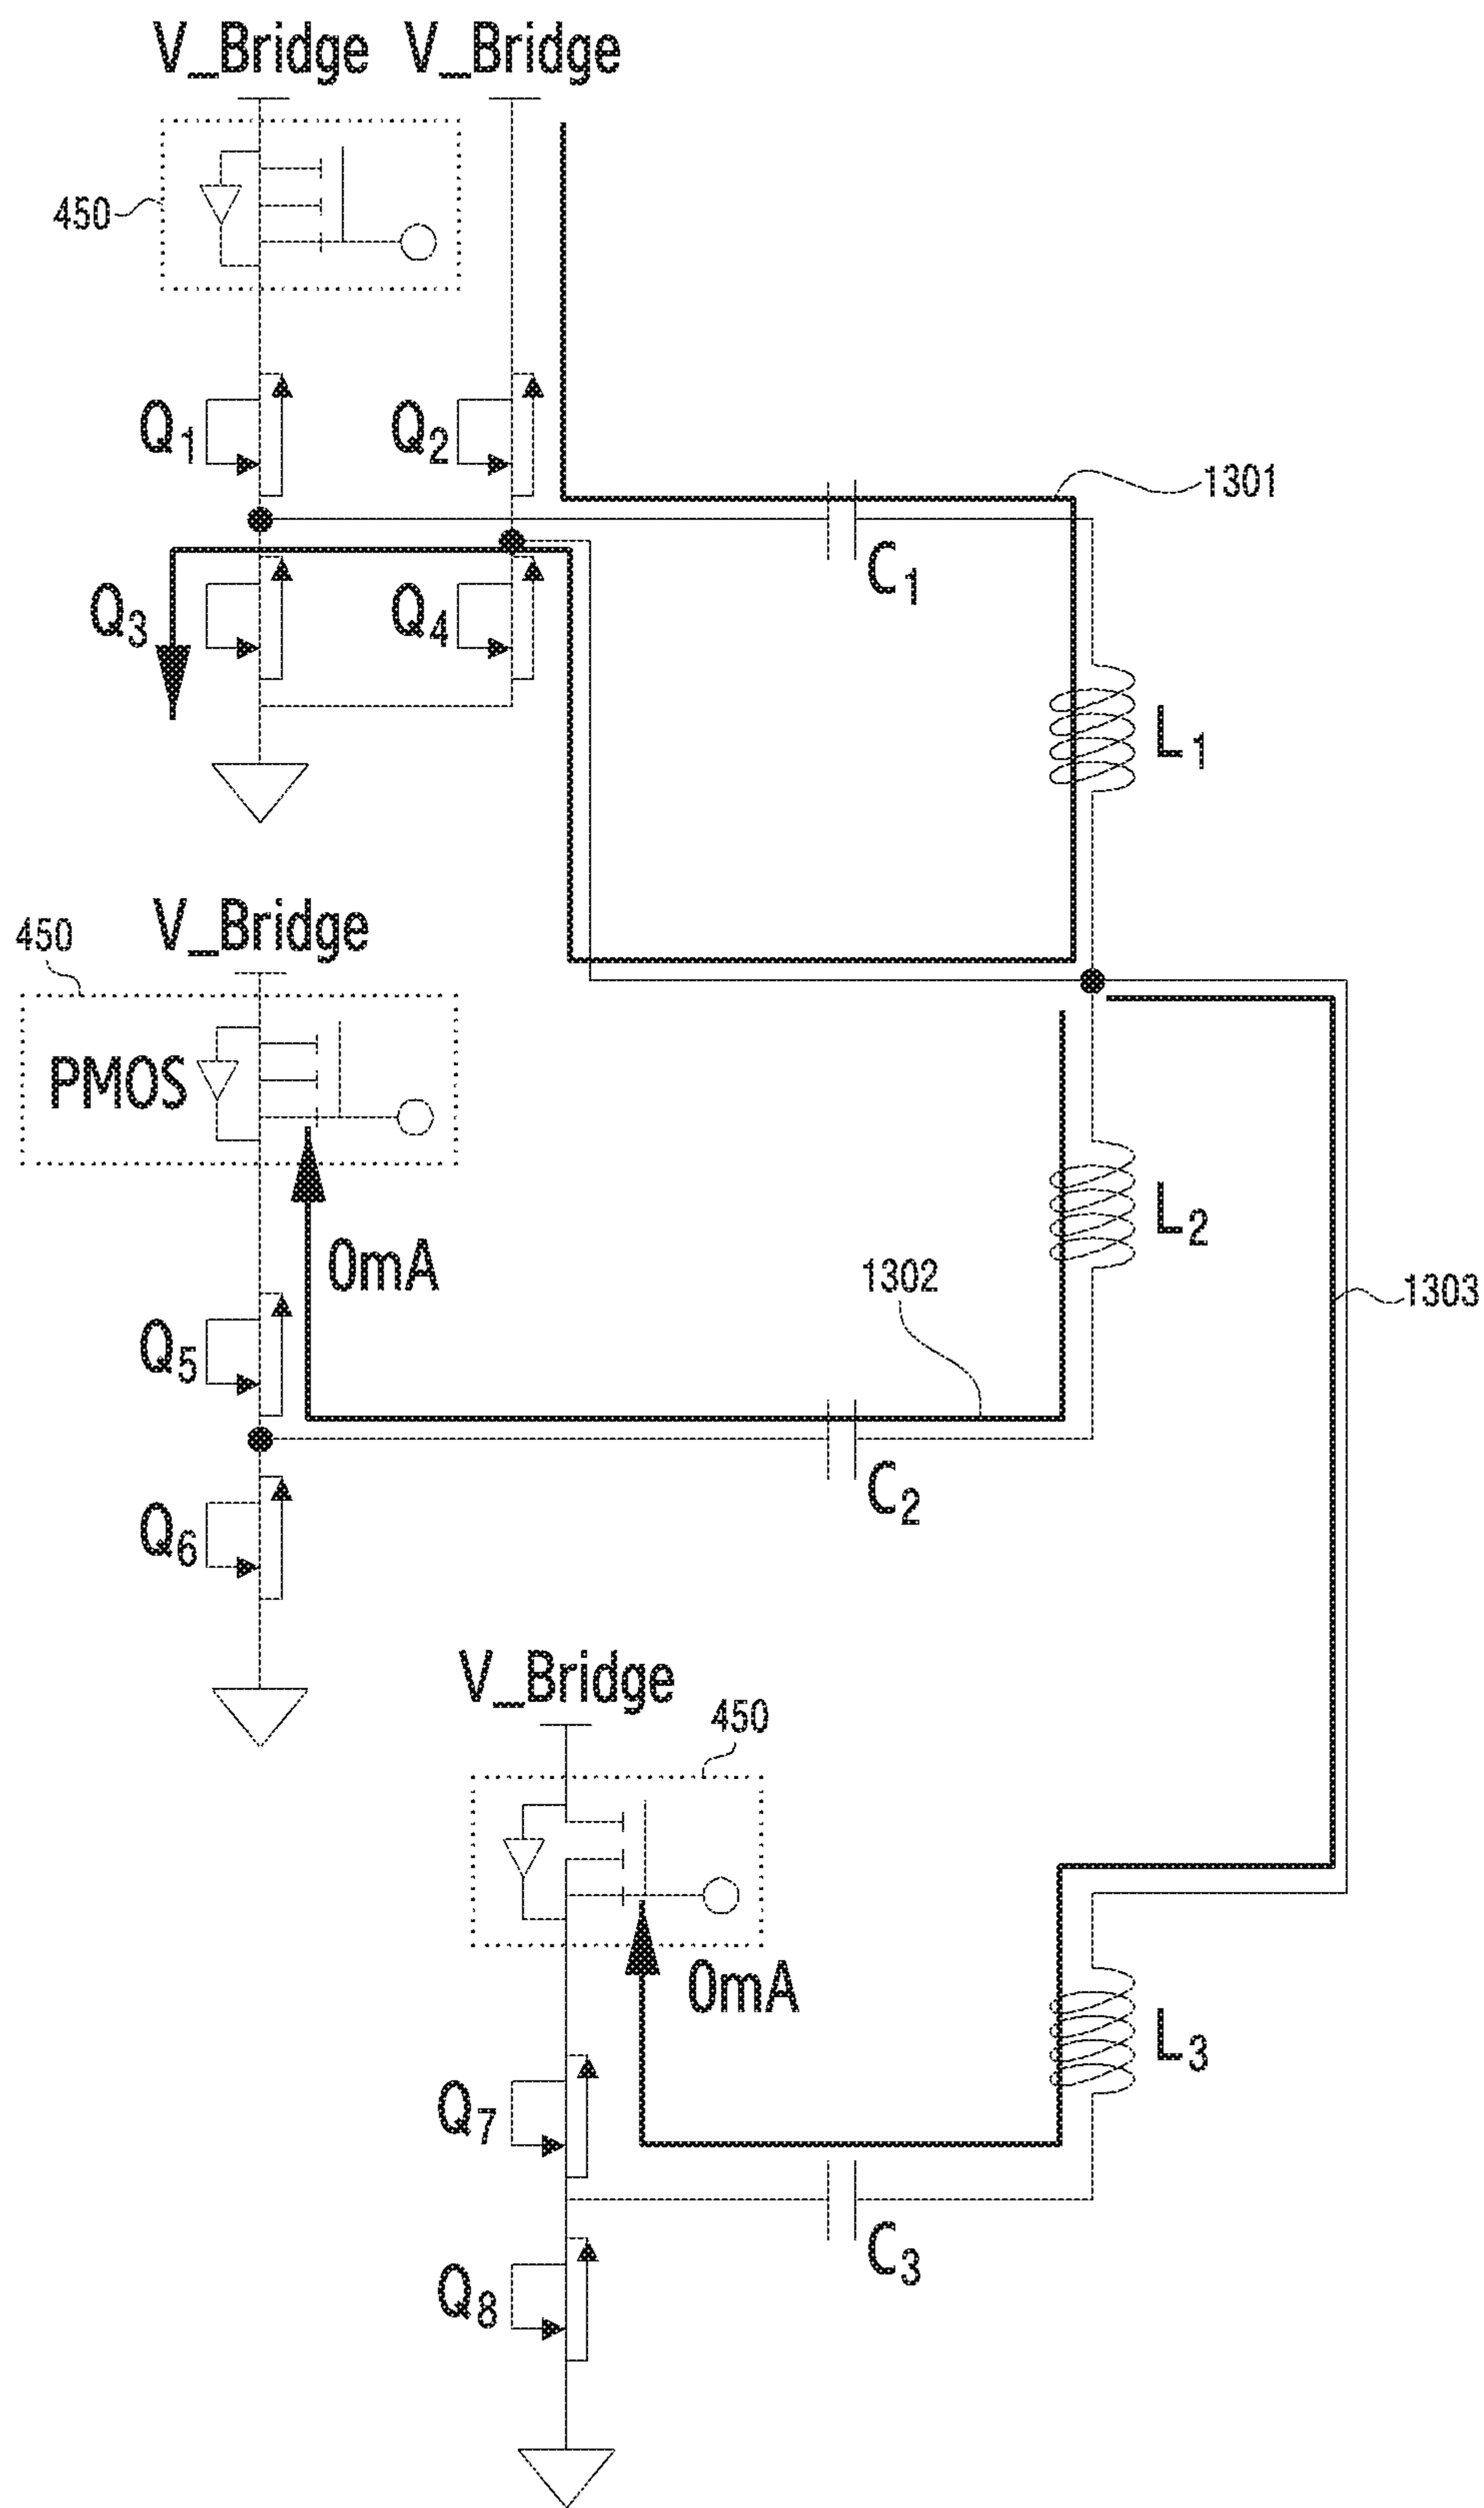 V_Bridge V_Bridge
450
Q1 Q2
1301
C1
Q3 Q4
L1
450 V_Bridge
PMOS
L2
0mA
1302
1303
Q5
C2
Q6
V_Bridge
450
0mA
L3
Q7
C3
Q8